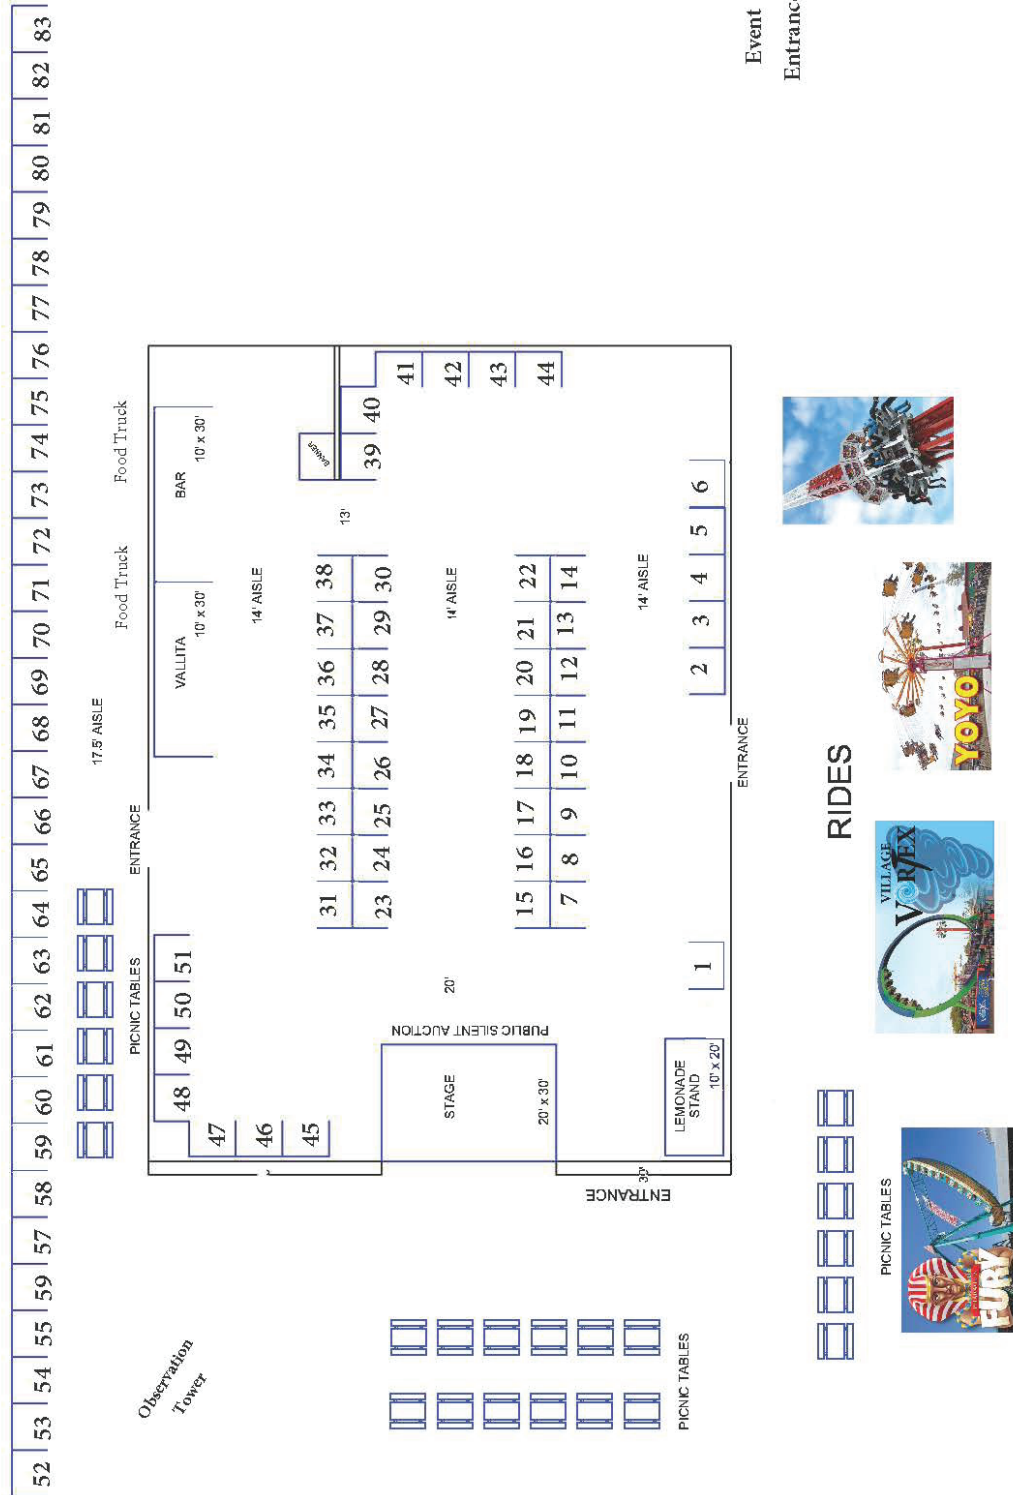 52 53 54 55 59 57 58 59 60 61 62 63 64 65 66 67 68 69 70 71 72 73 74 75 76 77 78 79 80 81 82 83
17.5' AISLE
Food Truck
Food Truck
Observation
Tower
PICNIC TABLES
ENTRANCE
VALLITA
10' x 30'
BAR
10' x 30'
48 49 50 51
47
46
45
14' AISLE
BANNER
31 32 33 34 35 36 37 38
23 24 25 26 27 28 29 30
13'
39 40
41
42
43
44
PUBLIC SILENT AUCTION
20'
STAGE
20' x 30'
14' AISLE
15 16 17 18 19 20 21 22
7 8 9 10 11 12 13 14
14' AISLE
ENTRANCE
30'
LEMONADE
STAND
10' x 20'
1
2 3 4 5 6
ENTRANCE
PICNIC TABLES
Event
Entranc
RIDES
PICNIC TABLES
FURY
VILLAGE
VORTEX
YOYO